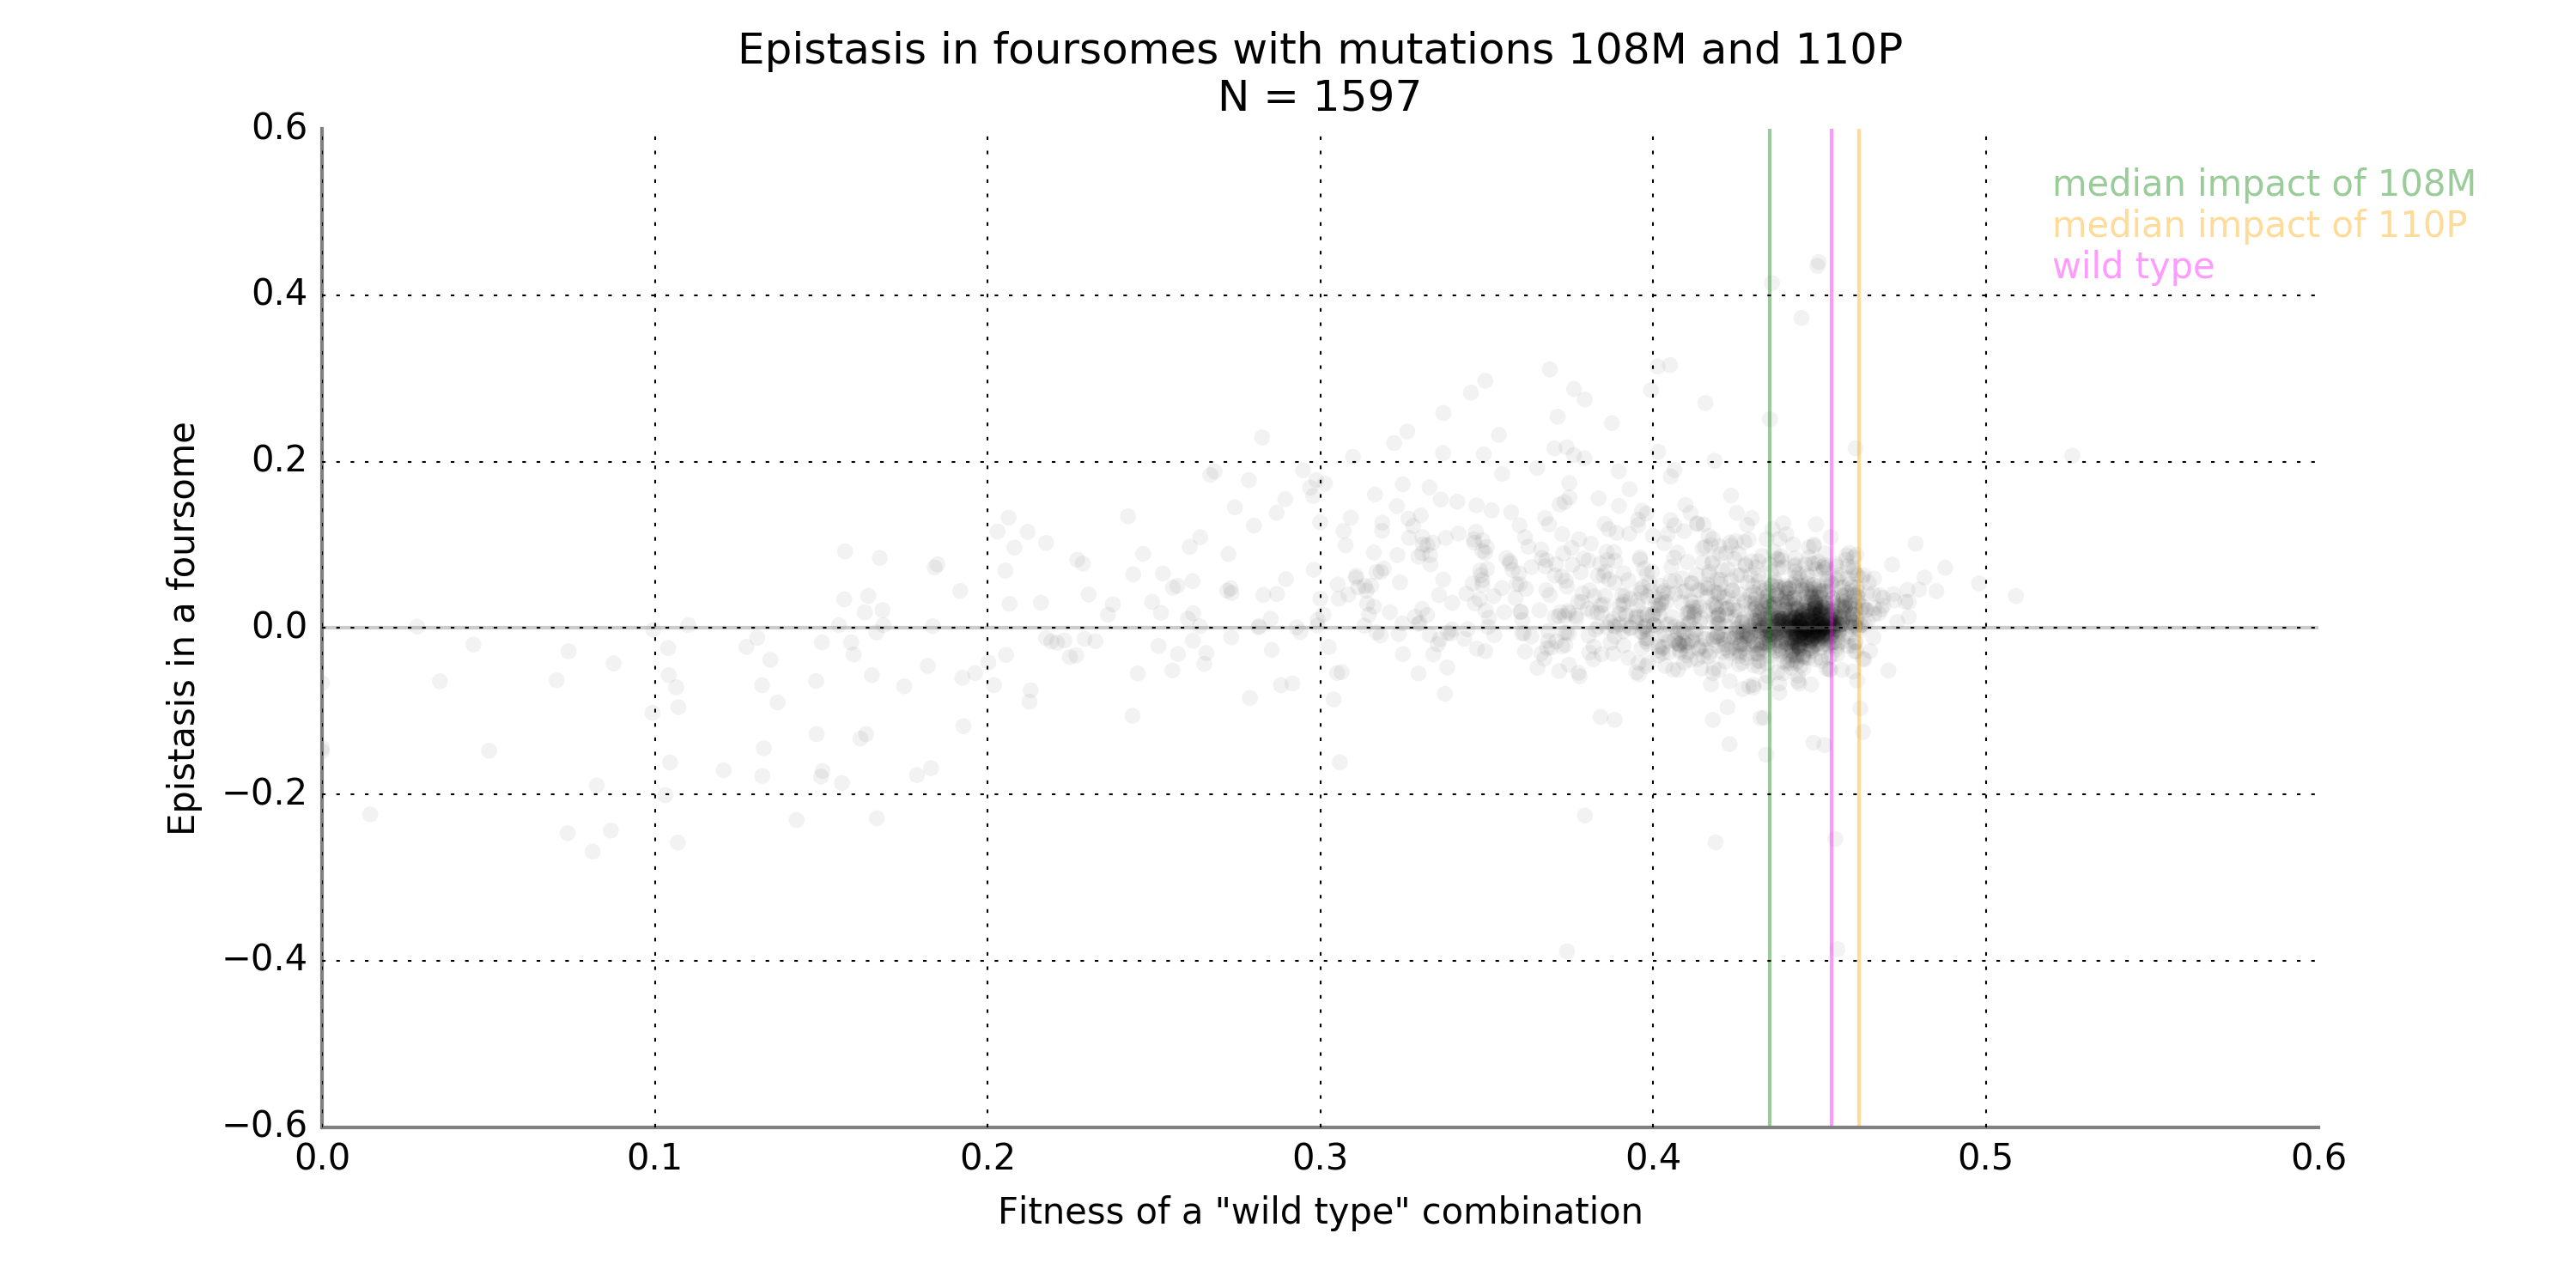 Epistasis in foursomes with mutations 108M and 110P
N = 1597
0.6
median impact of 108M
median impact of 110P
wild type
0.4
0.2
0.0
−0.2
−0.4
−0.6
Epistasis in a foursome
0.0 0.1 0.2 0.3 0.4 0.5 0.6
Fitness of a "wild type" combination